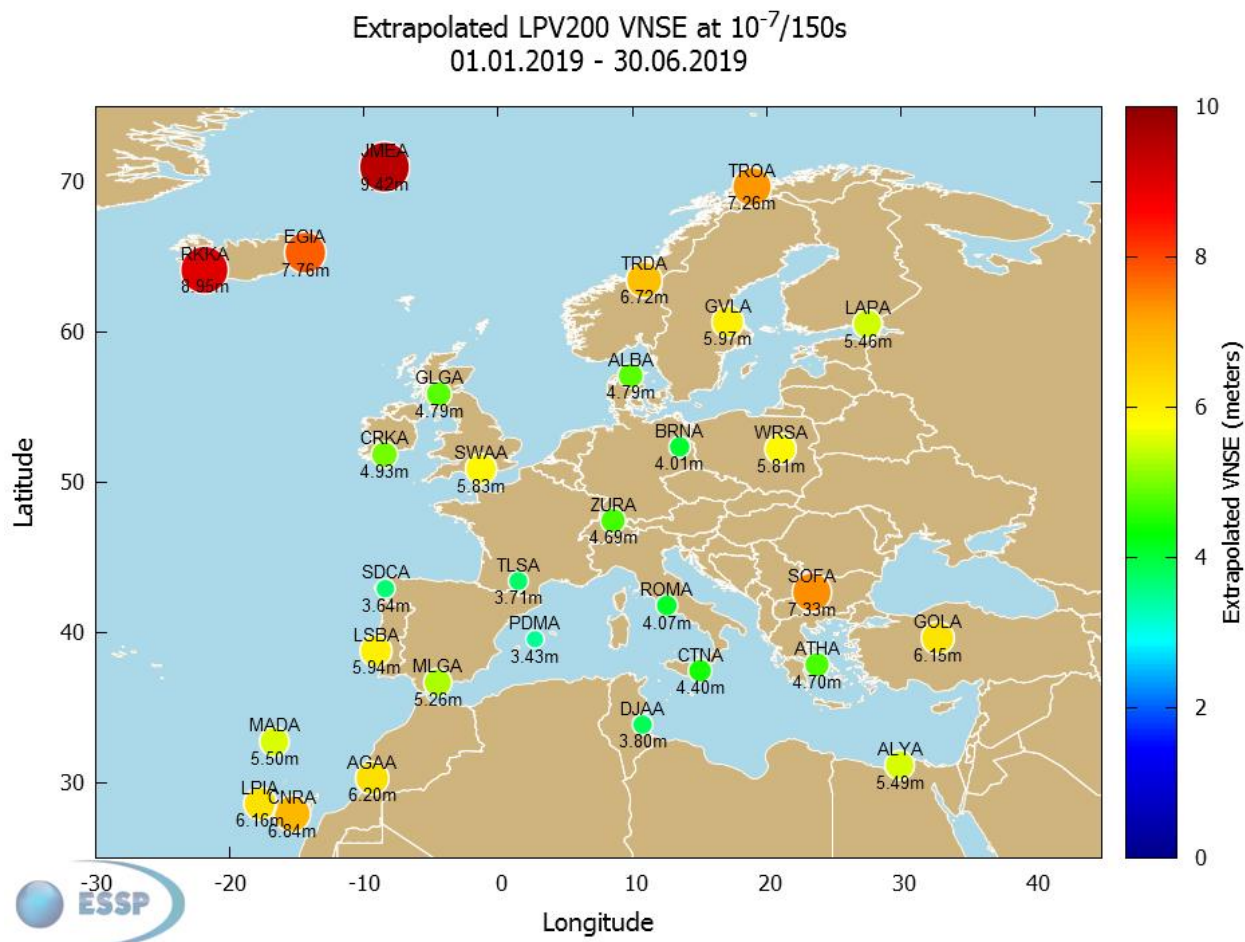 Extrapolated LPV200 VNSE at 10⁻⁷/150s
01.01.2019 - 30.06.2019
JMEA
9.42m
TROA
7.26m
RKKA
8.95m
EGIA
7.76m
TRDA
6.72m
GVLA
5.97m
LAPA
5.46m
ALBA
4.79m
GLGA
4.79m
CRKA
4.93m
SWAA
5.83m
BRNA
4.01m
WRSA
5.81m
ZURA
4.69m
SDCA
3.64m
TLSA
3.71m
PDMA
3.43m
ROMA
4.07m
SOFA
7.33m
LSBA
5.94m
MLGA
5.26m
CTNA
4.40m
ATHA
4.70m
GOLA
6.15m
DJAA
3.80m
MADA
5.50m
ALYA
5.49m
AGAA
6.20m
LPIA
6.16m
CNRA
6.84m
70
60
50
40
30
Latitude
-30 -20 -10 0 10 20 30 40
Longitude
10
8
6
4
2
0
Extrapolated VNSE (meters)
ESSP